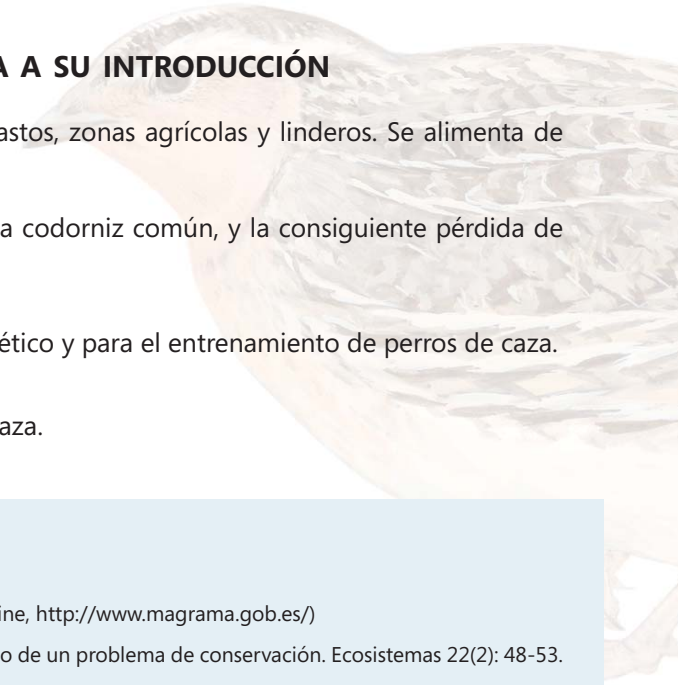 A A SU INTRODUCCIÓN
astos, zonas agrícolas y linderos. Se alimenta de
a codorniz común, y la consiguiente pérdida de
ético y para el entrenamiento de perros de caza.
aza.
ine, http://www.magrama.gob.es/)
o de un problema de conservación. Ecosistemas 22(2): 48-53.